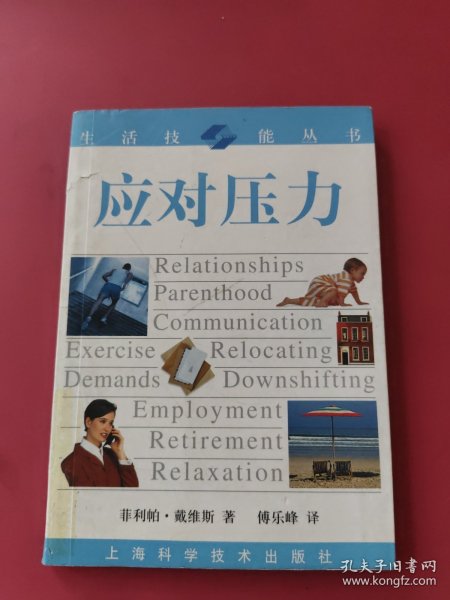 生活技能丛书
应对压力
Relationships
Parenthood
Communication
Exercise Relocating
Demands Downshifting
Employment
Retirement
Relaxation
菲利帕·戴维斯 著 傅乐峰 译
上海科学技术出版社
孔夫子旧书网
www.kongfz.com